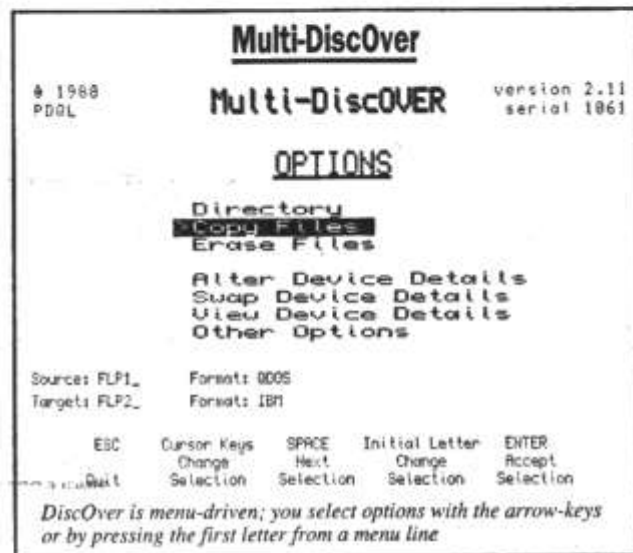 Multi-DiscOver
© 1988
PDQL
Multi-DiscOVER
version 2.11
serial 1061
OPTIONS
Directory
>Copy Files
Erase Files
Alter Device Details
Swap Device Details
View Device Details
Other Options
Source: FLP1_ Format: QDOS
Target: FLP2_ Format: IBM
ESC Cursor Keys SPACE Initial Letter ENTER
Change Next Change Accept
Quit Selection Selection Selection Selection
DiscOver is menu-driven; you select options with the arrow-keys
or by pressing the first letter from a menu line